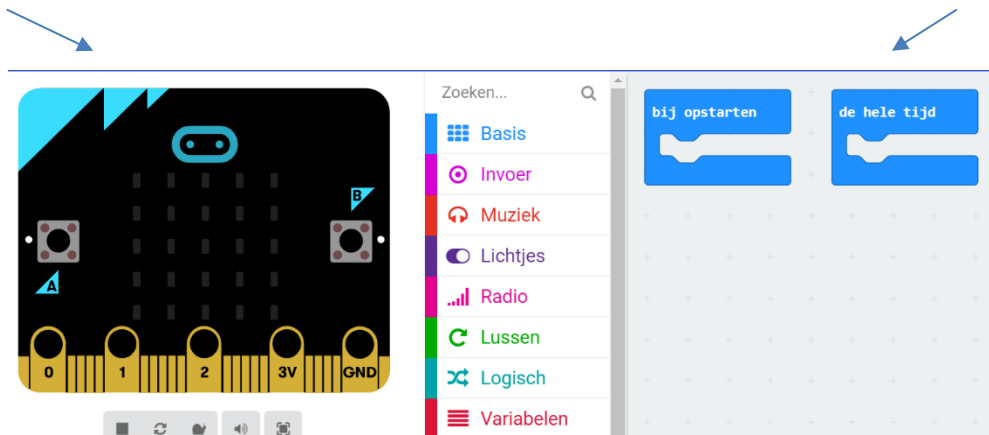 B
A
0 1 2 3V GND
Zoeken...
Basis
Invoer
Muziek
Lichtjes
Radio
Lussen
Logisch
Variabelen
bij opstarten
de hele tijd